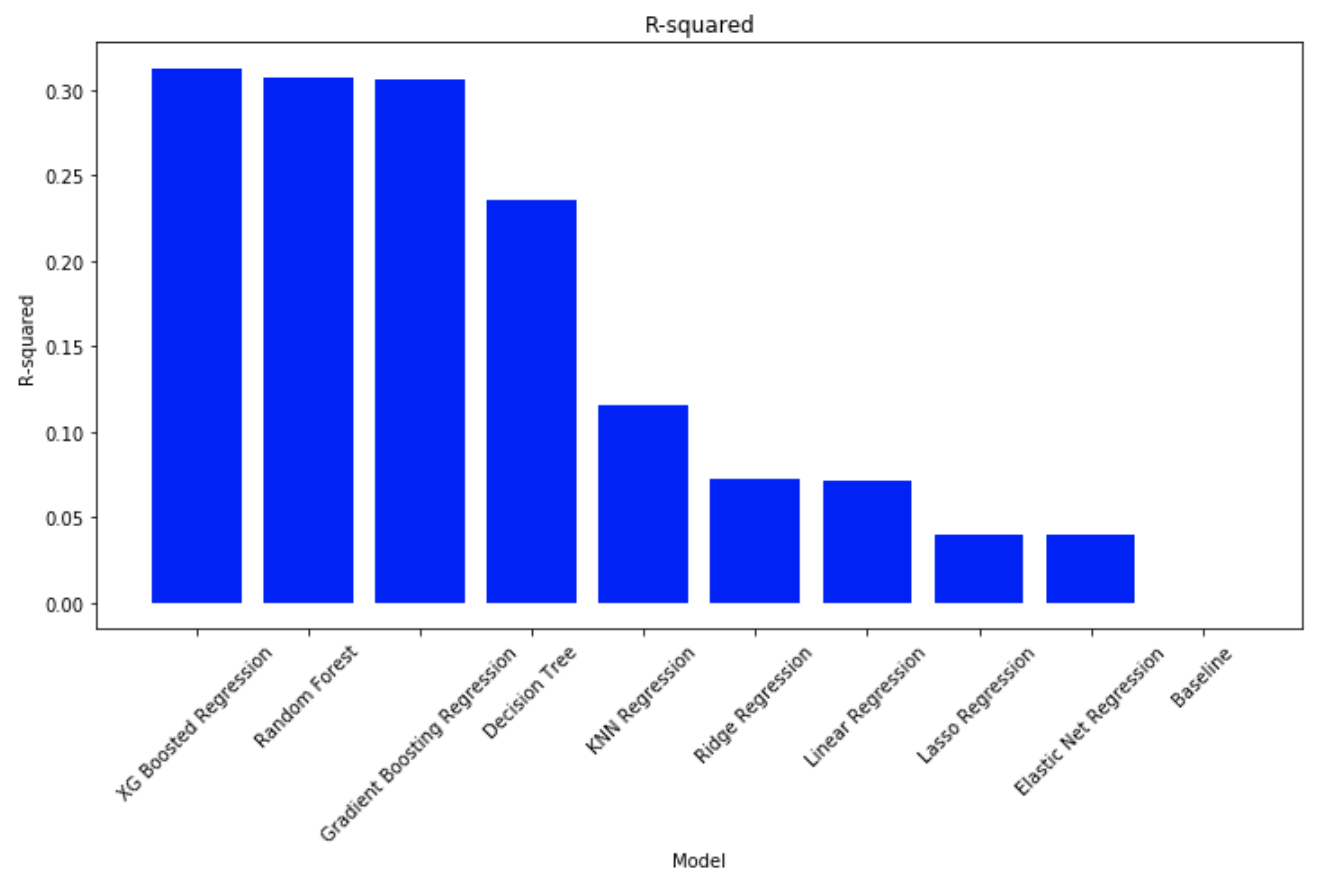 R-squared
R-squared
0.30
0.25
0.20
0.15
0.10
0.05
0.00
XG Boosted Regression
Random Forest
Gradient Boosting Regression
Decision Tree
KNN Regression
Ridge Regression
Linear Regression
Lasso Regression
Elastic Net Regression
Baseline
Model